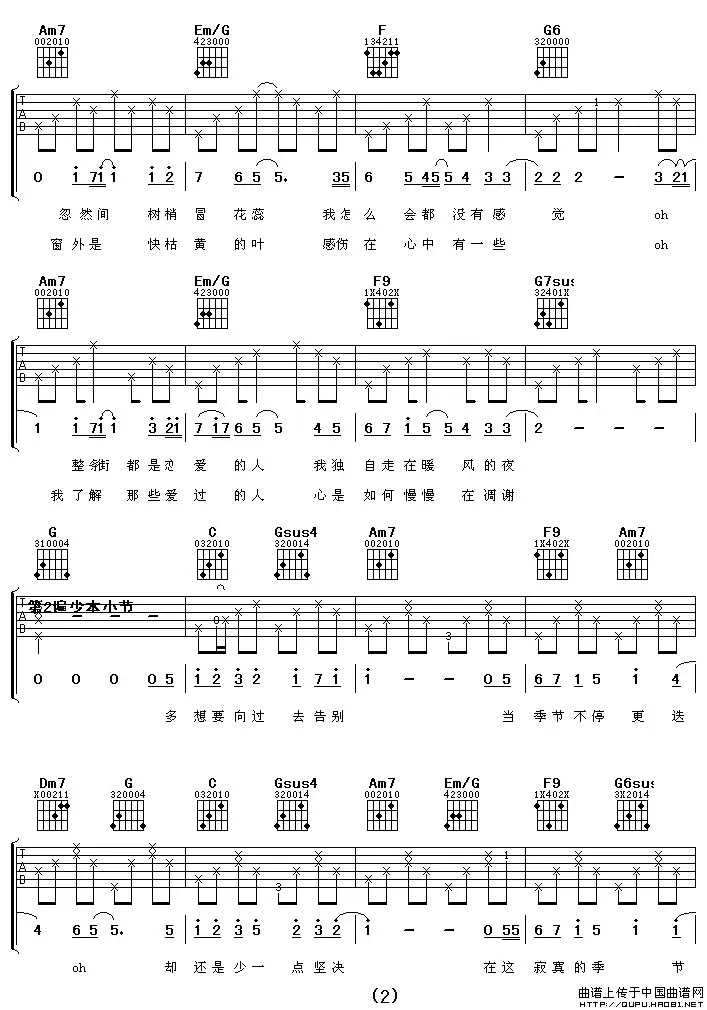 Am7 Em/G F G6
002010 423000 134211 320000
T
A
B
1
0 1 71 1 1 2 7 65 5. 35 6 5 45 5 4 3 3 2 2 2 - 3 21
忽然间 树梢冒花蕊 我怎么会都没有感觉 oh
窗外是 快枯黄的叶 感伤在心中有一些 oh
Am7 Em/G F9 G7sus
002010 423000 1X402X 32401X
T
A
B
1 1 71 1 3 21 7 17 6 5 5 4 5 6 7 1 5 5 4 3 3 2 - - -
整条街都是恋爱的人 我独自走在暖风的夜
我了解那些爱过的人 心是如何慢慢在凋谢
G C Gsus4 Am7 F9 Am7
310004 032010 320014 002010 1X402X 002010
第2遍少本小节
T
A
B
- - -
0 3
0 0 0 0 5 1 2 3 2 1 7 1 1 - - 0 5 6 7 1 5 1 4
多想要向过去告别 当季节不停更迭
Dm7 G C Gsus4 Am7 Em/G F9 G6sus
X00211 320004 032010 320014 002010 423000 1X402X 3X2014
T
A
B
3 1
4 6 5 5. 5 1 2 3 5 2 3 2 1 - - 0 55 6 7 1 5 1 1
oh 却还是少一点坚决 在这寂寞的季节
(2)
曲谱上传于中国曲谱网
HTTP://QUPU.HAO81.NET